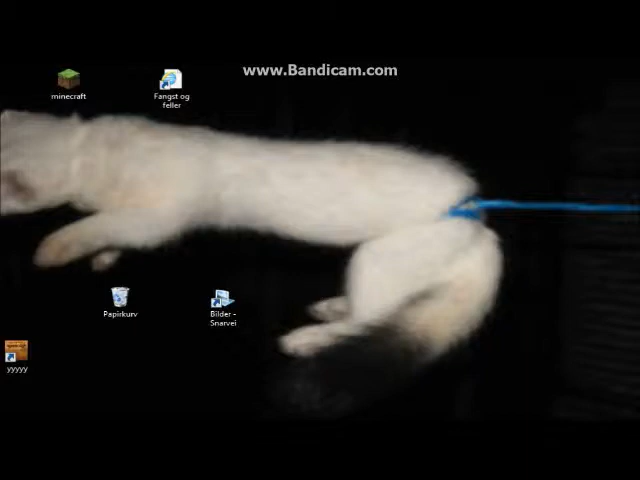 www.Bandicam.com
minecraft
Fangst og
feller
Papirkurv
Bilder -
Snarvei
yyyyy